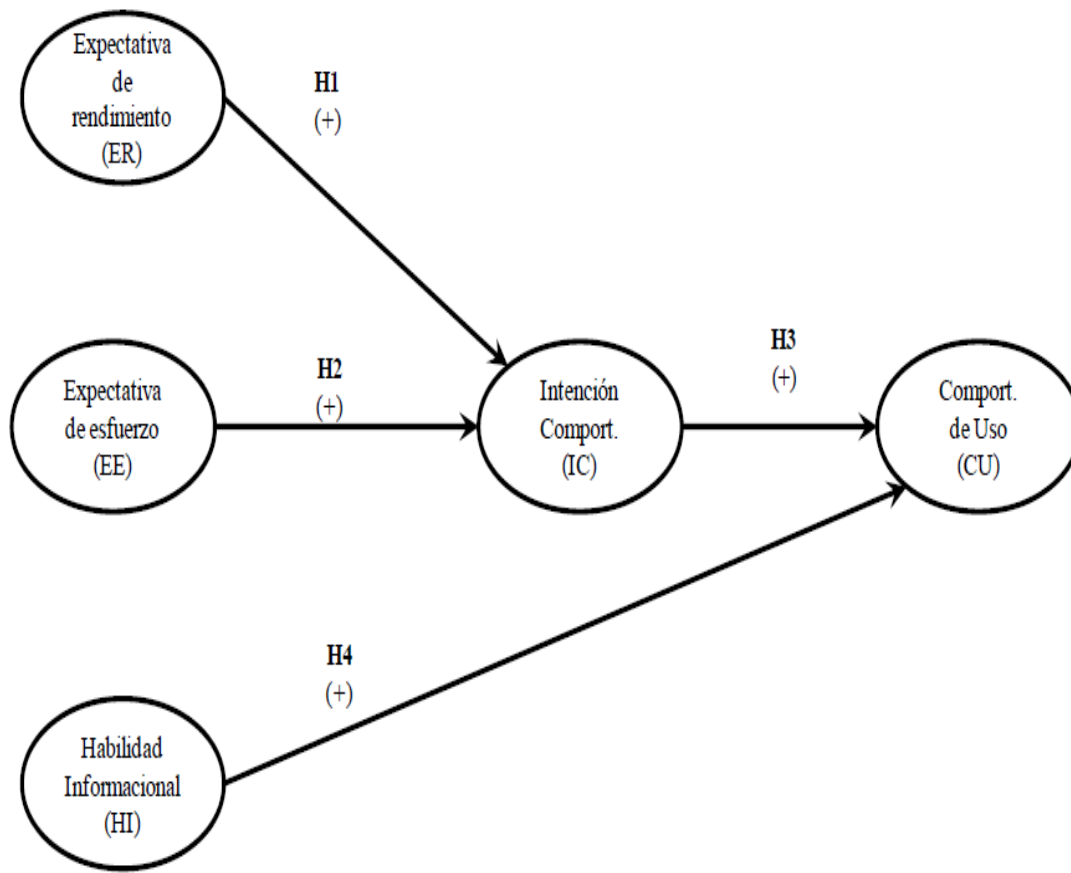 Expectativa
de
rendimiento
(ER)
H1
(+)
Expectativa
de esfuerzo
(EE)
H2
(+)
Intención
Comport.
(IC)
H3
(+)
Comport.
de Uso
(CU)
H4
(+)
Habilidad
Informacional
(HI)